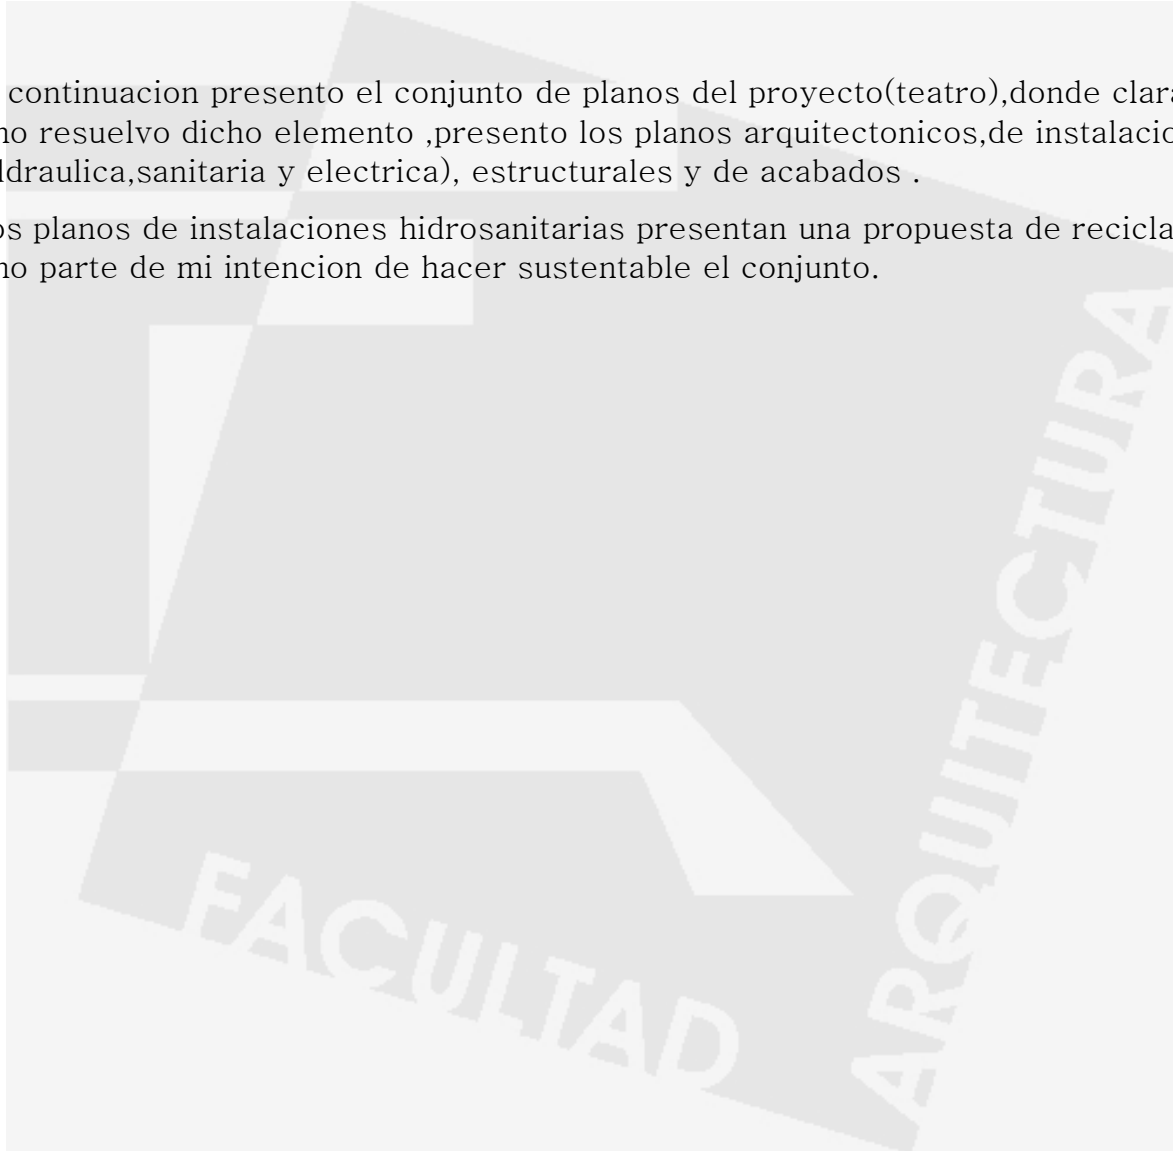 continuacion presento el conjunto de planos del proyecto(teatro),donde clar
no resuelvo dicho elemento ,presento los planos arquitectonicos,de instalacio
draulica,sanitaria y electrica), estructurales y de acabados .
os planos de instalaciones hidrosanitarias presentan una propuesta de recicla
no parte de mi intencion de hacer sustentable el conjunto.
FACULTAD
ARQUITECTURA